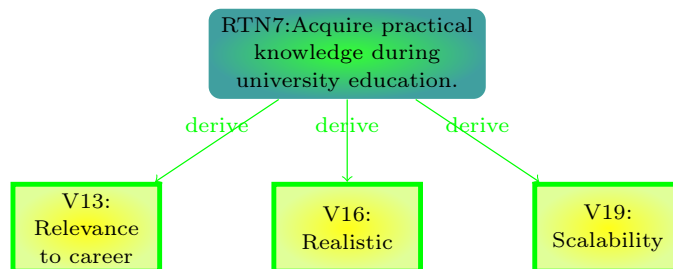 RTN7:Acquire practical
knowledge during
university education.
derive derive derive
V13:
Relevance
to career
V16:
Realistic
V19:
Scalability